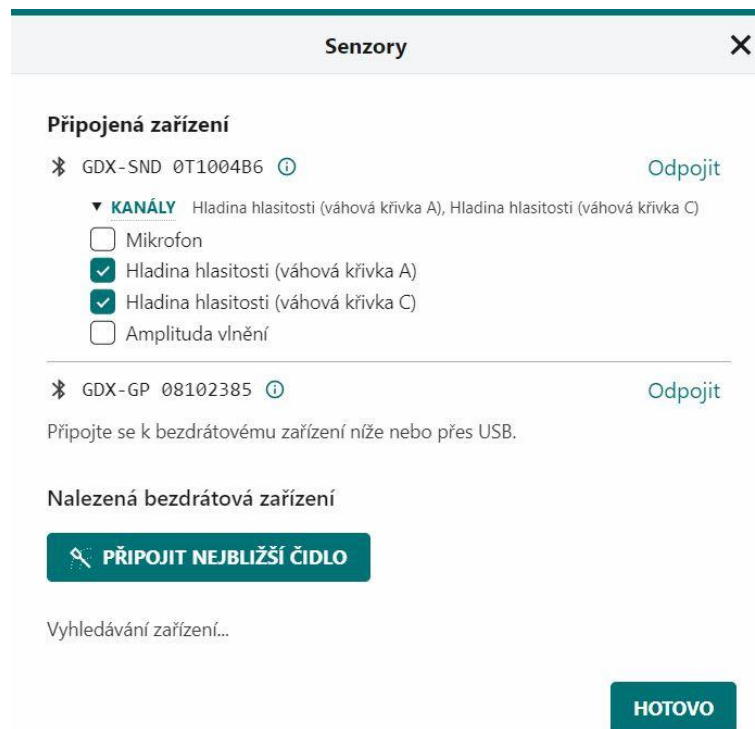 Senzory
Připojená zařízení
GDX-SND 0T1004B6
Odpojit
▼ KANÁLY Hladina hlasitosti (váhová křivka A), Hladina hlasitosti (váhová křivka C)
Mikrofon
Hladina hlasitosti (váhová křivka A)
Hladina hlasitosti (váhová křivka C)
Amplituda vlnění
GDX-GP 08102385
Odpojit
Připojte se k bezdrátovému zařízení níže nebo přes USB.
Nalezená bezdrátová zařízení
PŘIPOJIT NEJBLIŽŠÍ ČIDLO
Vyhledávání zařízení...
HOTOVO